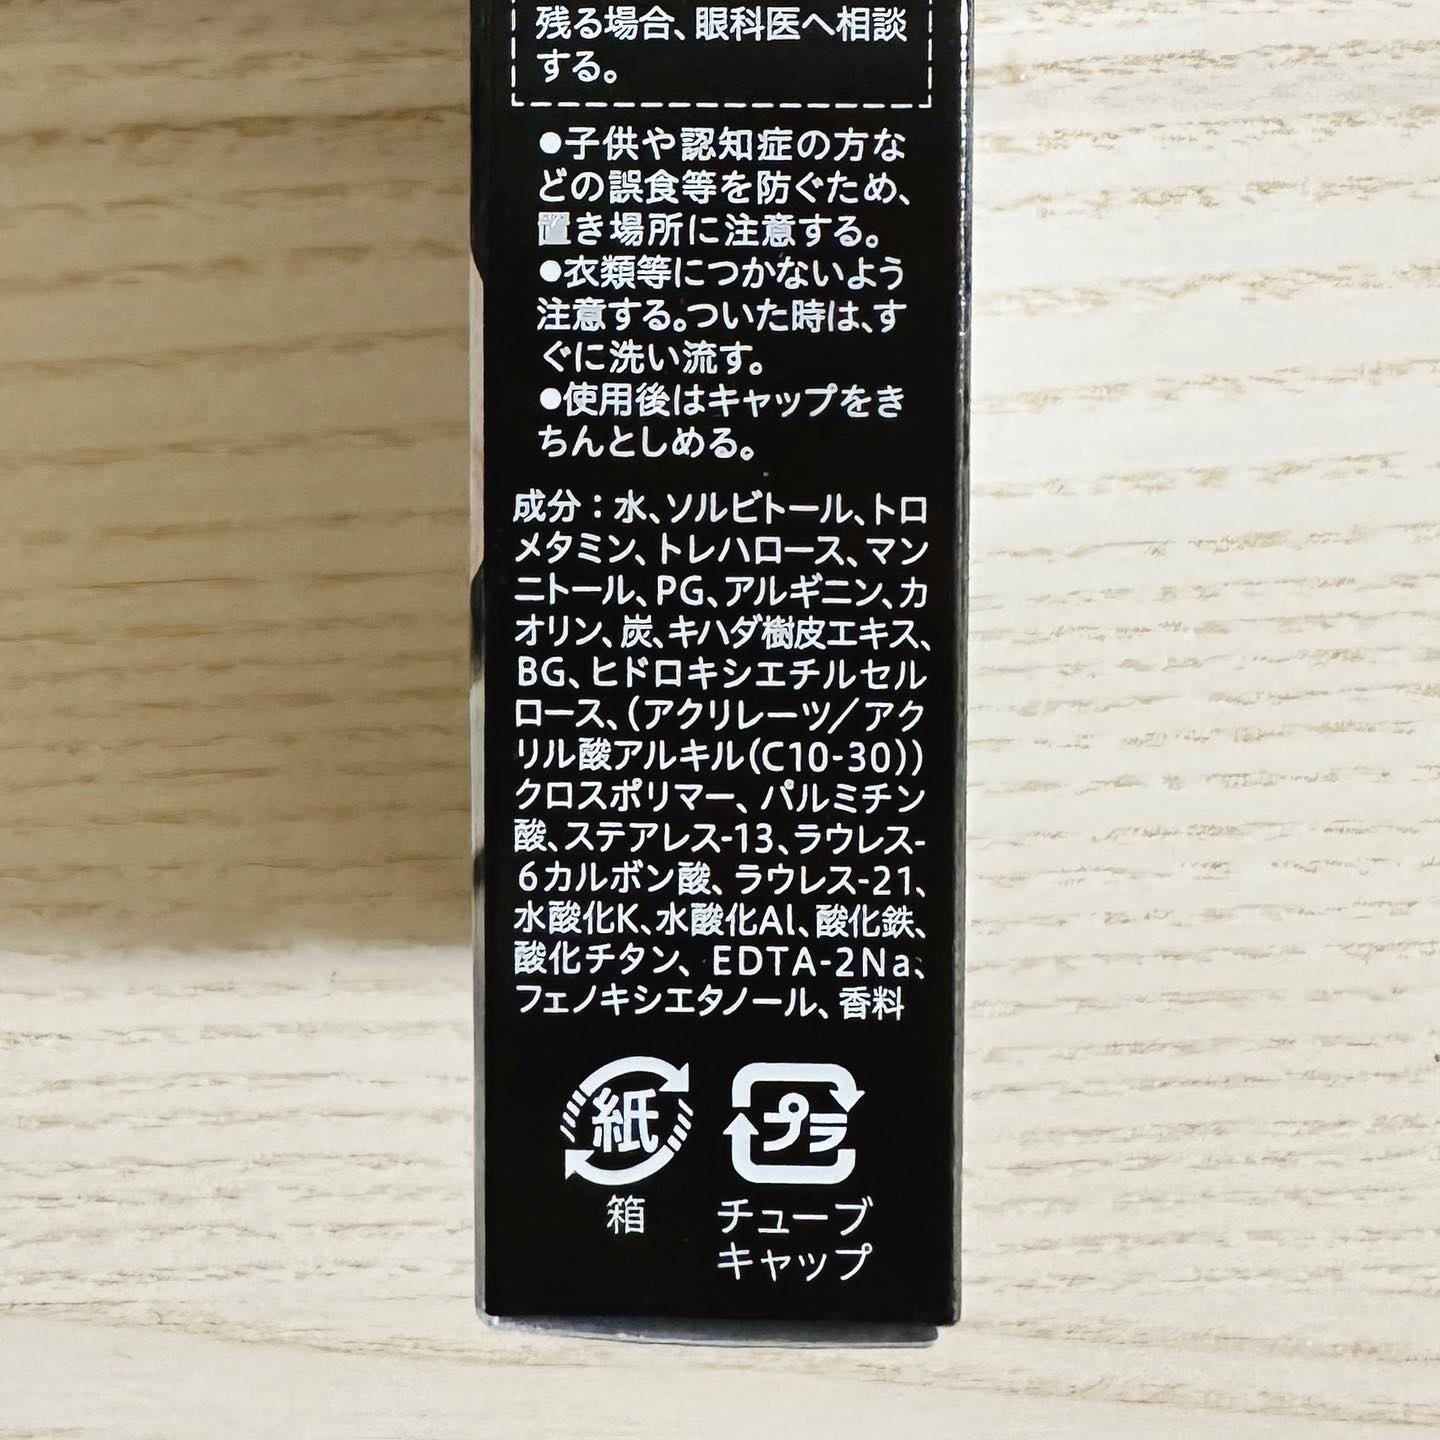 残る場合、眼科医へ相談
する。
●子供や認知症の方な
どの誤食等を防ぐため、
置き場所に注意する。
●衣類等につかないよう
注意する。ついた時は、す
ぐに洗い流す。
●使用後はキャップをき
ちんとしめる。
成分：水、ソルビトール、トロ
メタミン、トレハロース、マン
ニトール、PG、アルギニン、カ
オリン、炭、キハダ樹皮エキス、
BG、ヒドロキシエチルセル
ロース、（アクリレーツ／アク
リル酸アルキル(C10-30)）
クロスポリマー、パルミチン
酸、ステアレス-13、ラウレス-
6カルボン酸、ラウレス-21、
水酸化K、水酸化Al、酸化鉄、
酸化チタン、EDTA-2Na、
フェノキシエタノール、香料
紙
箱
プラ
チューブ
キャップ